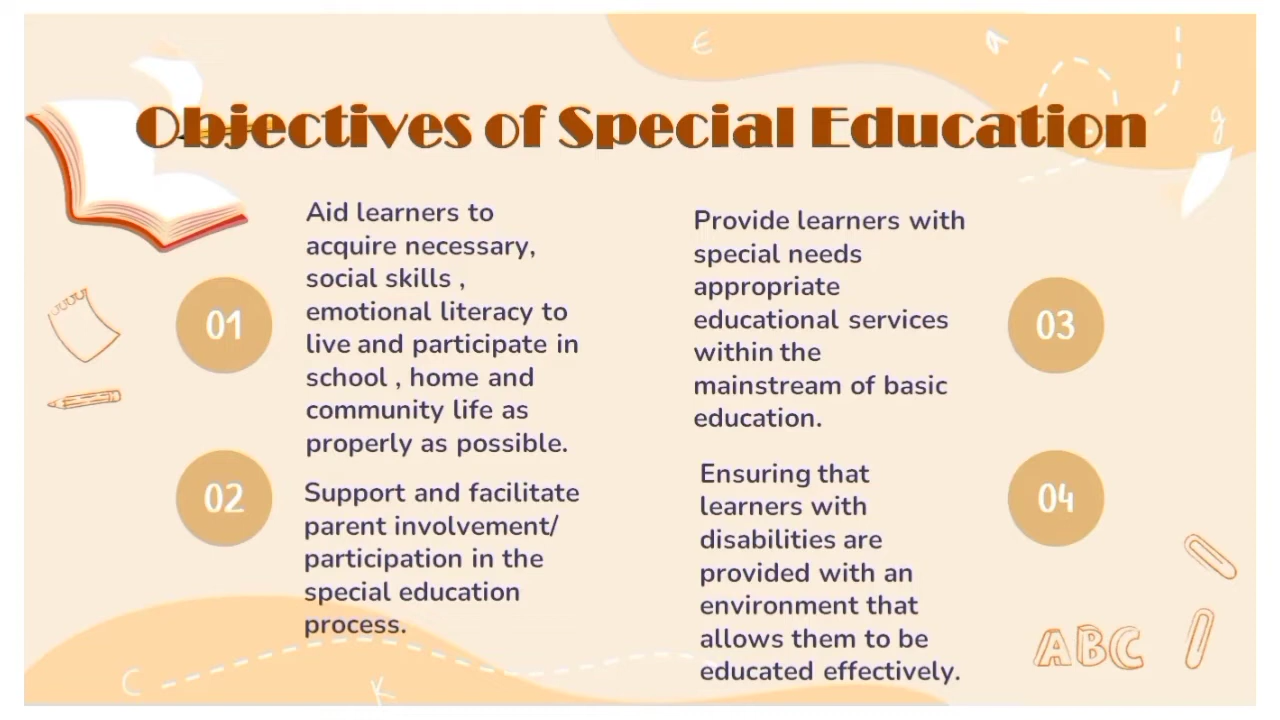 Objectives of Special Education
01
Aid learners to
acquire necessary,
social skills ,
emotional literacy to
live and participate in
school , home and
community life as
properly as possible.
02
Support and facilitate
parent involvement/
participation in the
special education
process.
03
Provide learners with
special needs
appropriate
educational services
within the
mainstream of basic
education.
04
Ensuring that
learners with
disabilities are
provided with an
environment that
allows them to be
educated effectively.
ABC
C
K
g